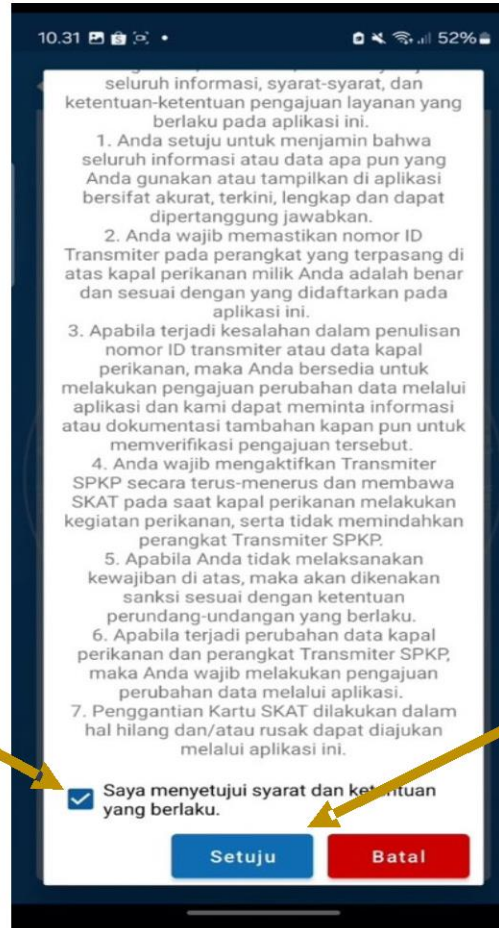 10.31 52%
seluruh informasi, syarat-syarat, dan
ketentuan-ketentuan pengajuan layanan yang
berlaku pada aplikasi ini.
1. Anda setuju untuk menjamin bahwa
seluruh informasi atau data apa pun yang
Anda gunakan atau tampilkan di aplikasi
bersifat akurat, terkini, lengkap dan dapat
dipertanggung jawabkan.
2. Anda wajib memastikan nomor ID
Transmiter pada perangkat yang terpasang di
atas kapal perikanan milik Anda adalah benar
dan sesuai dengan yang didaftarkan pada
aplikasi ini.
3. Apabila terjadi kesalahan dalam penulisan
nomor ID transmiter atau data kapal
perikanan, maka Anda bersedia untuk
melakukan pengajuan perubahan data melalui
aplikasi dan kami dapat meminta informasi
atau dokumentasi tambahan kapan pun untuk
memverifikasi pengajuan tersebut.
4. Anda wajib mengaktifkan Transmiter
SPKP secara terus-menerus dan membawa
SKAT pada saat kapal perikanan melakukan
kegiatan perikanan, serta tidak memindahkan
perangkat Transmiter SPKP.
5. Apabila Anda tidak melaksanakan
kewajiban di atas, maka akan dikenakan
sanksi sesuai dengan ketentuan
perundang-undangan yang berlaku.
6. Apabila terjadi perubahan data kapal
perikanan dan perangkat Transmiter SPKP,
maka Anda wajib melakukan pengajuan
perubahan data melalui aplikasi.
7. Penggantian Kartu SKAT dilakukan dalam
hal hilang dan/atau rusak dapat diajukan
melalui aplikasi ini.
Saya menyetujui syarat dan ketentuan
yang berlaku.
Setuju Batal